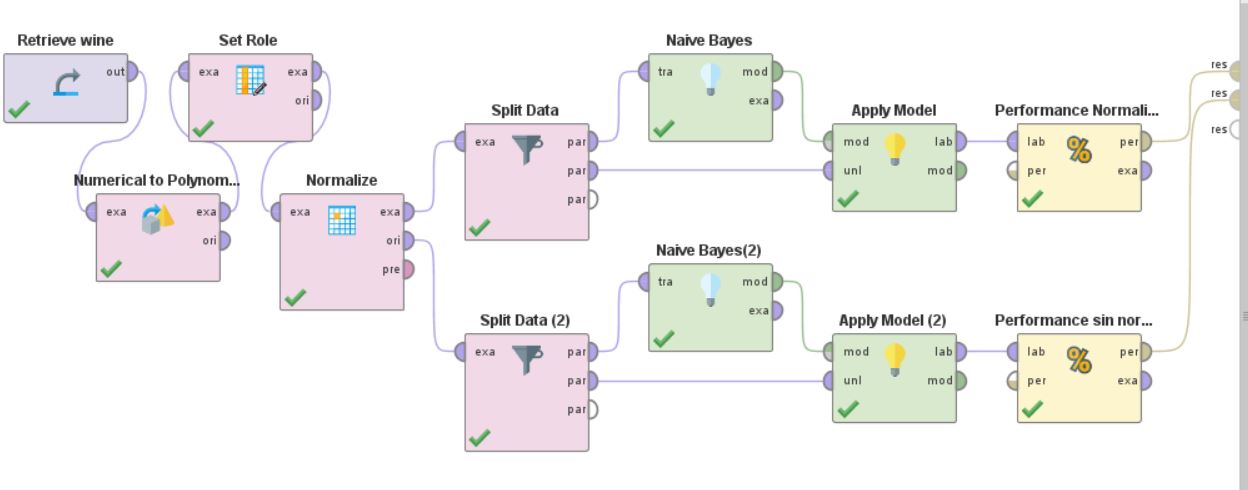 Retrieve wine
out
Set Role
exa exa
ori
Numerical to Polynom...
exa exa
ori
Normalize
exa exa
ori
pre
Split Data
exa par
par
par
Naive Bayes
tra mod
exa
Apply Model
mod lab
unl mod
Performance Normali...
lab per
per exa
Split Data (2)
exa par
par
par
Naive Bayes(2)
tra mod
exa
Apply Model (2)
mod lab
unl mod
Performance sin nor...
lab per
per exa
res
res
res